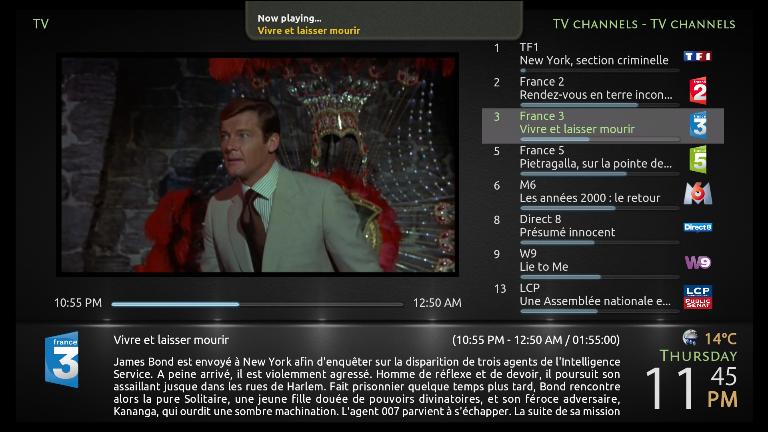 TV
Now playing...
Vivre et laisser mourir
TV CHANNELS - TV CHANNELS
1 TF1
New York, section criminelle
TF1
2 France 2
Rendez-vous en terre incon...
2
3 France 3
Vivre et laisser mourir
3
5 France 5
Pietragalla, sur la pointe de...
5
6 M6
Les années 2000 : le retour
M6
8 Direct 8
Présumé innocent
Direct8
9 W9
Lie to Me
W9
13 LCP
Une Assemblée nationale e...
LCP
PUBLIC SENAT
10:55 PM
12:50 AM
france 3
Vivre et laisser mourir
(10:55 PM - 12:50 AM / 01:55:00)
James Bond est envoyé à New York afin d'enquêter sur la disparition de trois agents de l'Intelligence
Service. A peine arrivé, il est violemment agressé. Homme de réflexe et de devoir, il poursuit son
assaillant jusque dans les rues de Harlem. Fait prisonnier quelque temps plus tard, Bond rencontre
alors la pure Solitaire, une jeune fille douée de pouvoirs divinatoires, et son féroce adversaire,
Kananga, qui ourdit une sombre machination. L'agent 007 parvient à s'échapper. La suite de sa mission
14°C
THURSDAY
11 45 PM